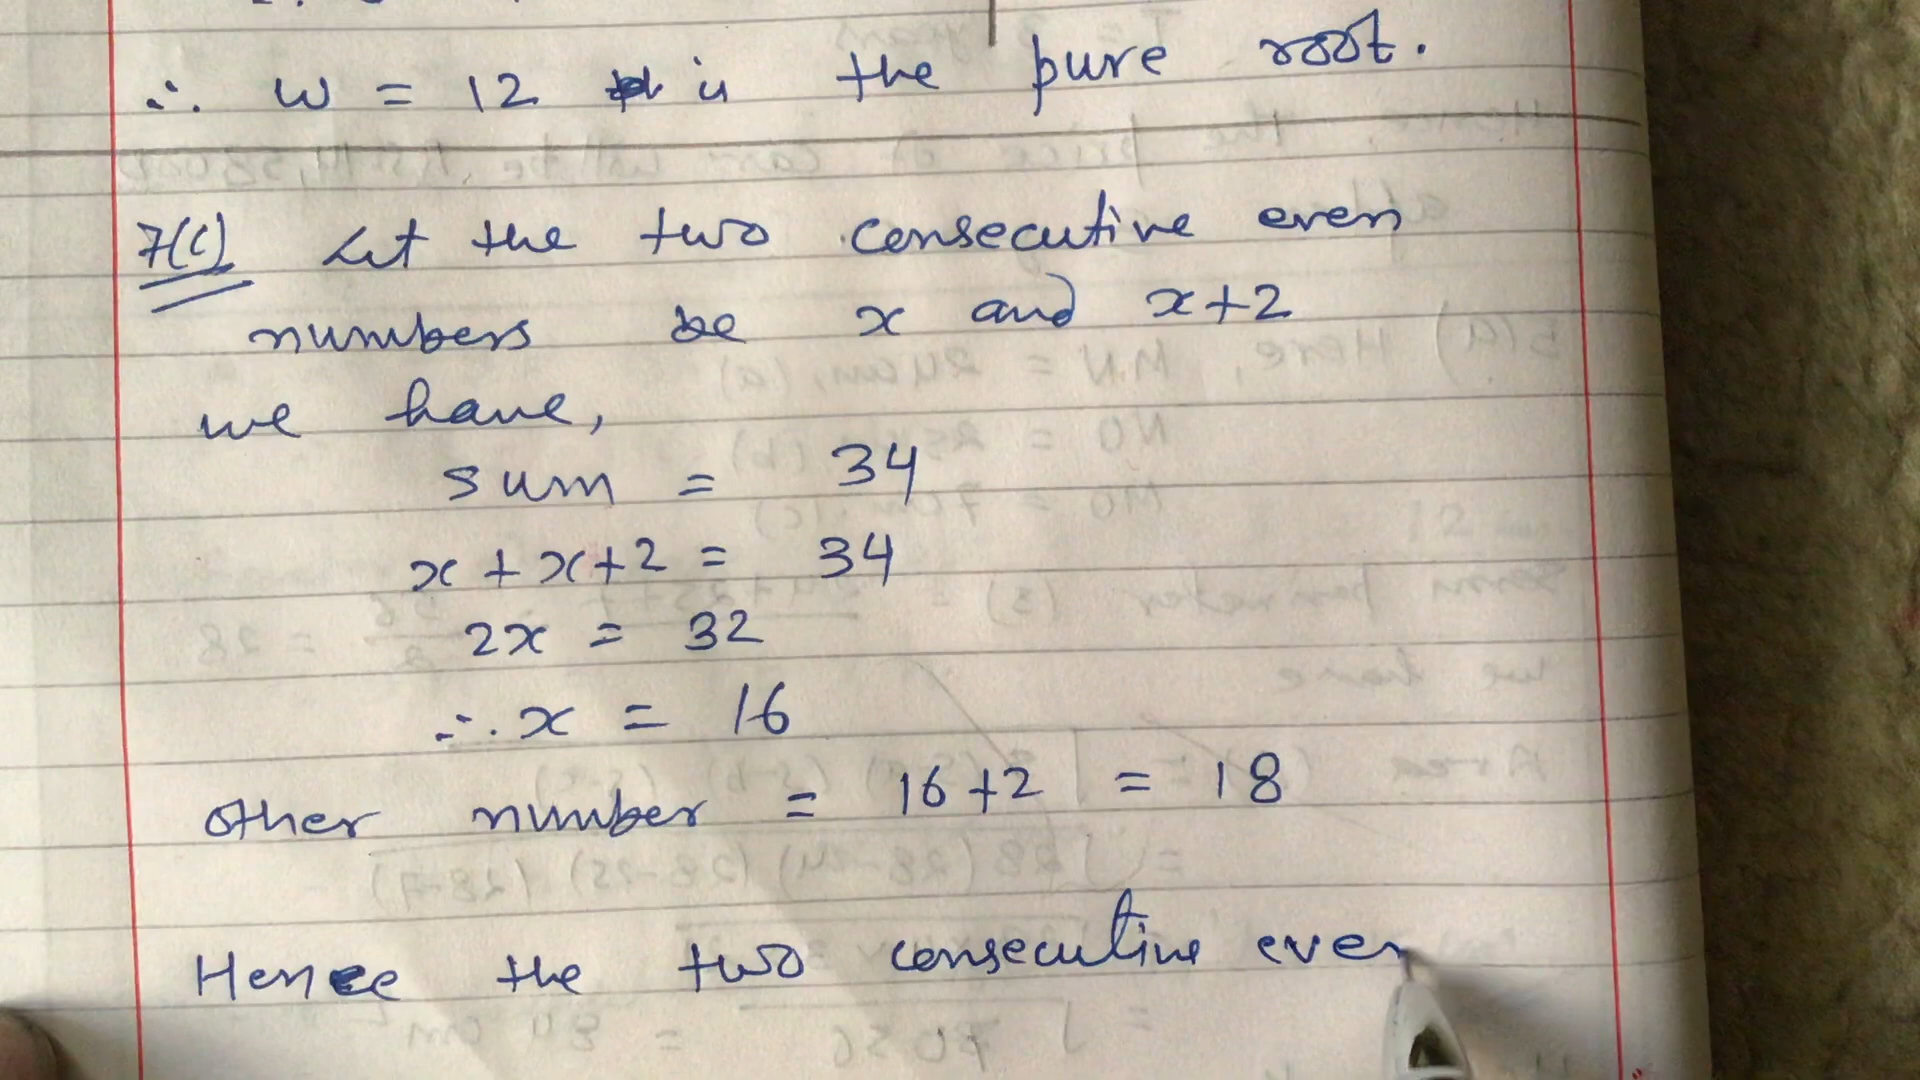 ∴ w = 12 is the pure root.
7(c) Let the two consecutive even
numbers be x and x+2
we have,
sum = 34
x + x+2 = 34
2x = 32
∴ x = 16
other number = 16+2 = 18
Hence the two consecutive even